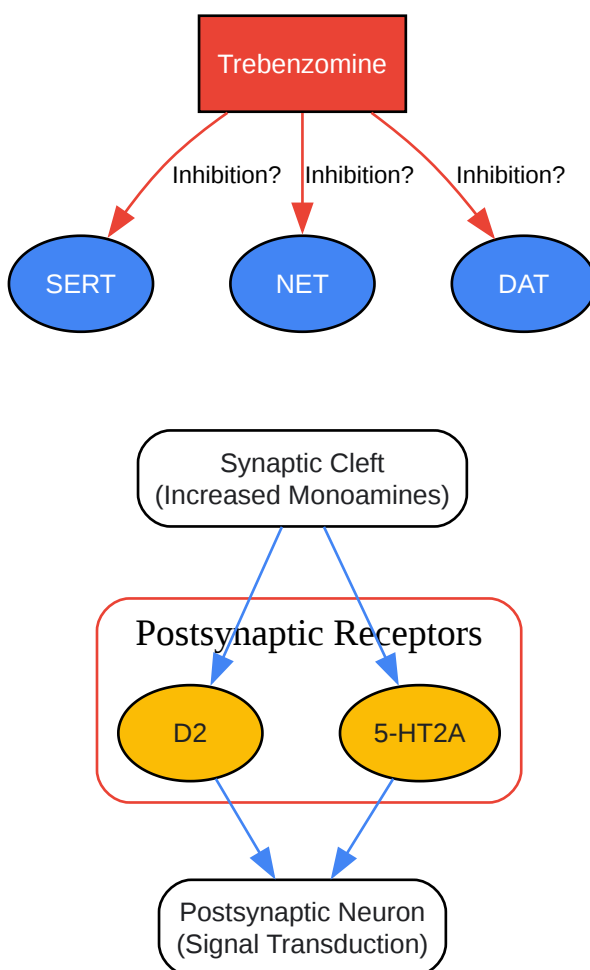 Trebenzomine
Inhibition? Inhibition? Inhibition?
SERT NET DAT
Synaptic Cleft
(Increased Monoamines)
Postsynaptic Receptors
D2 5-HT2A
Postsynaptic Neuron
(Signal Transduction)